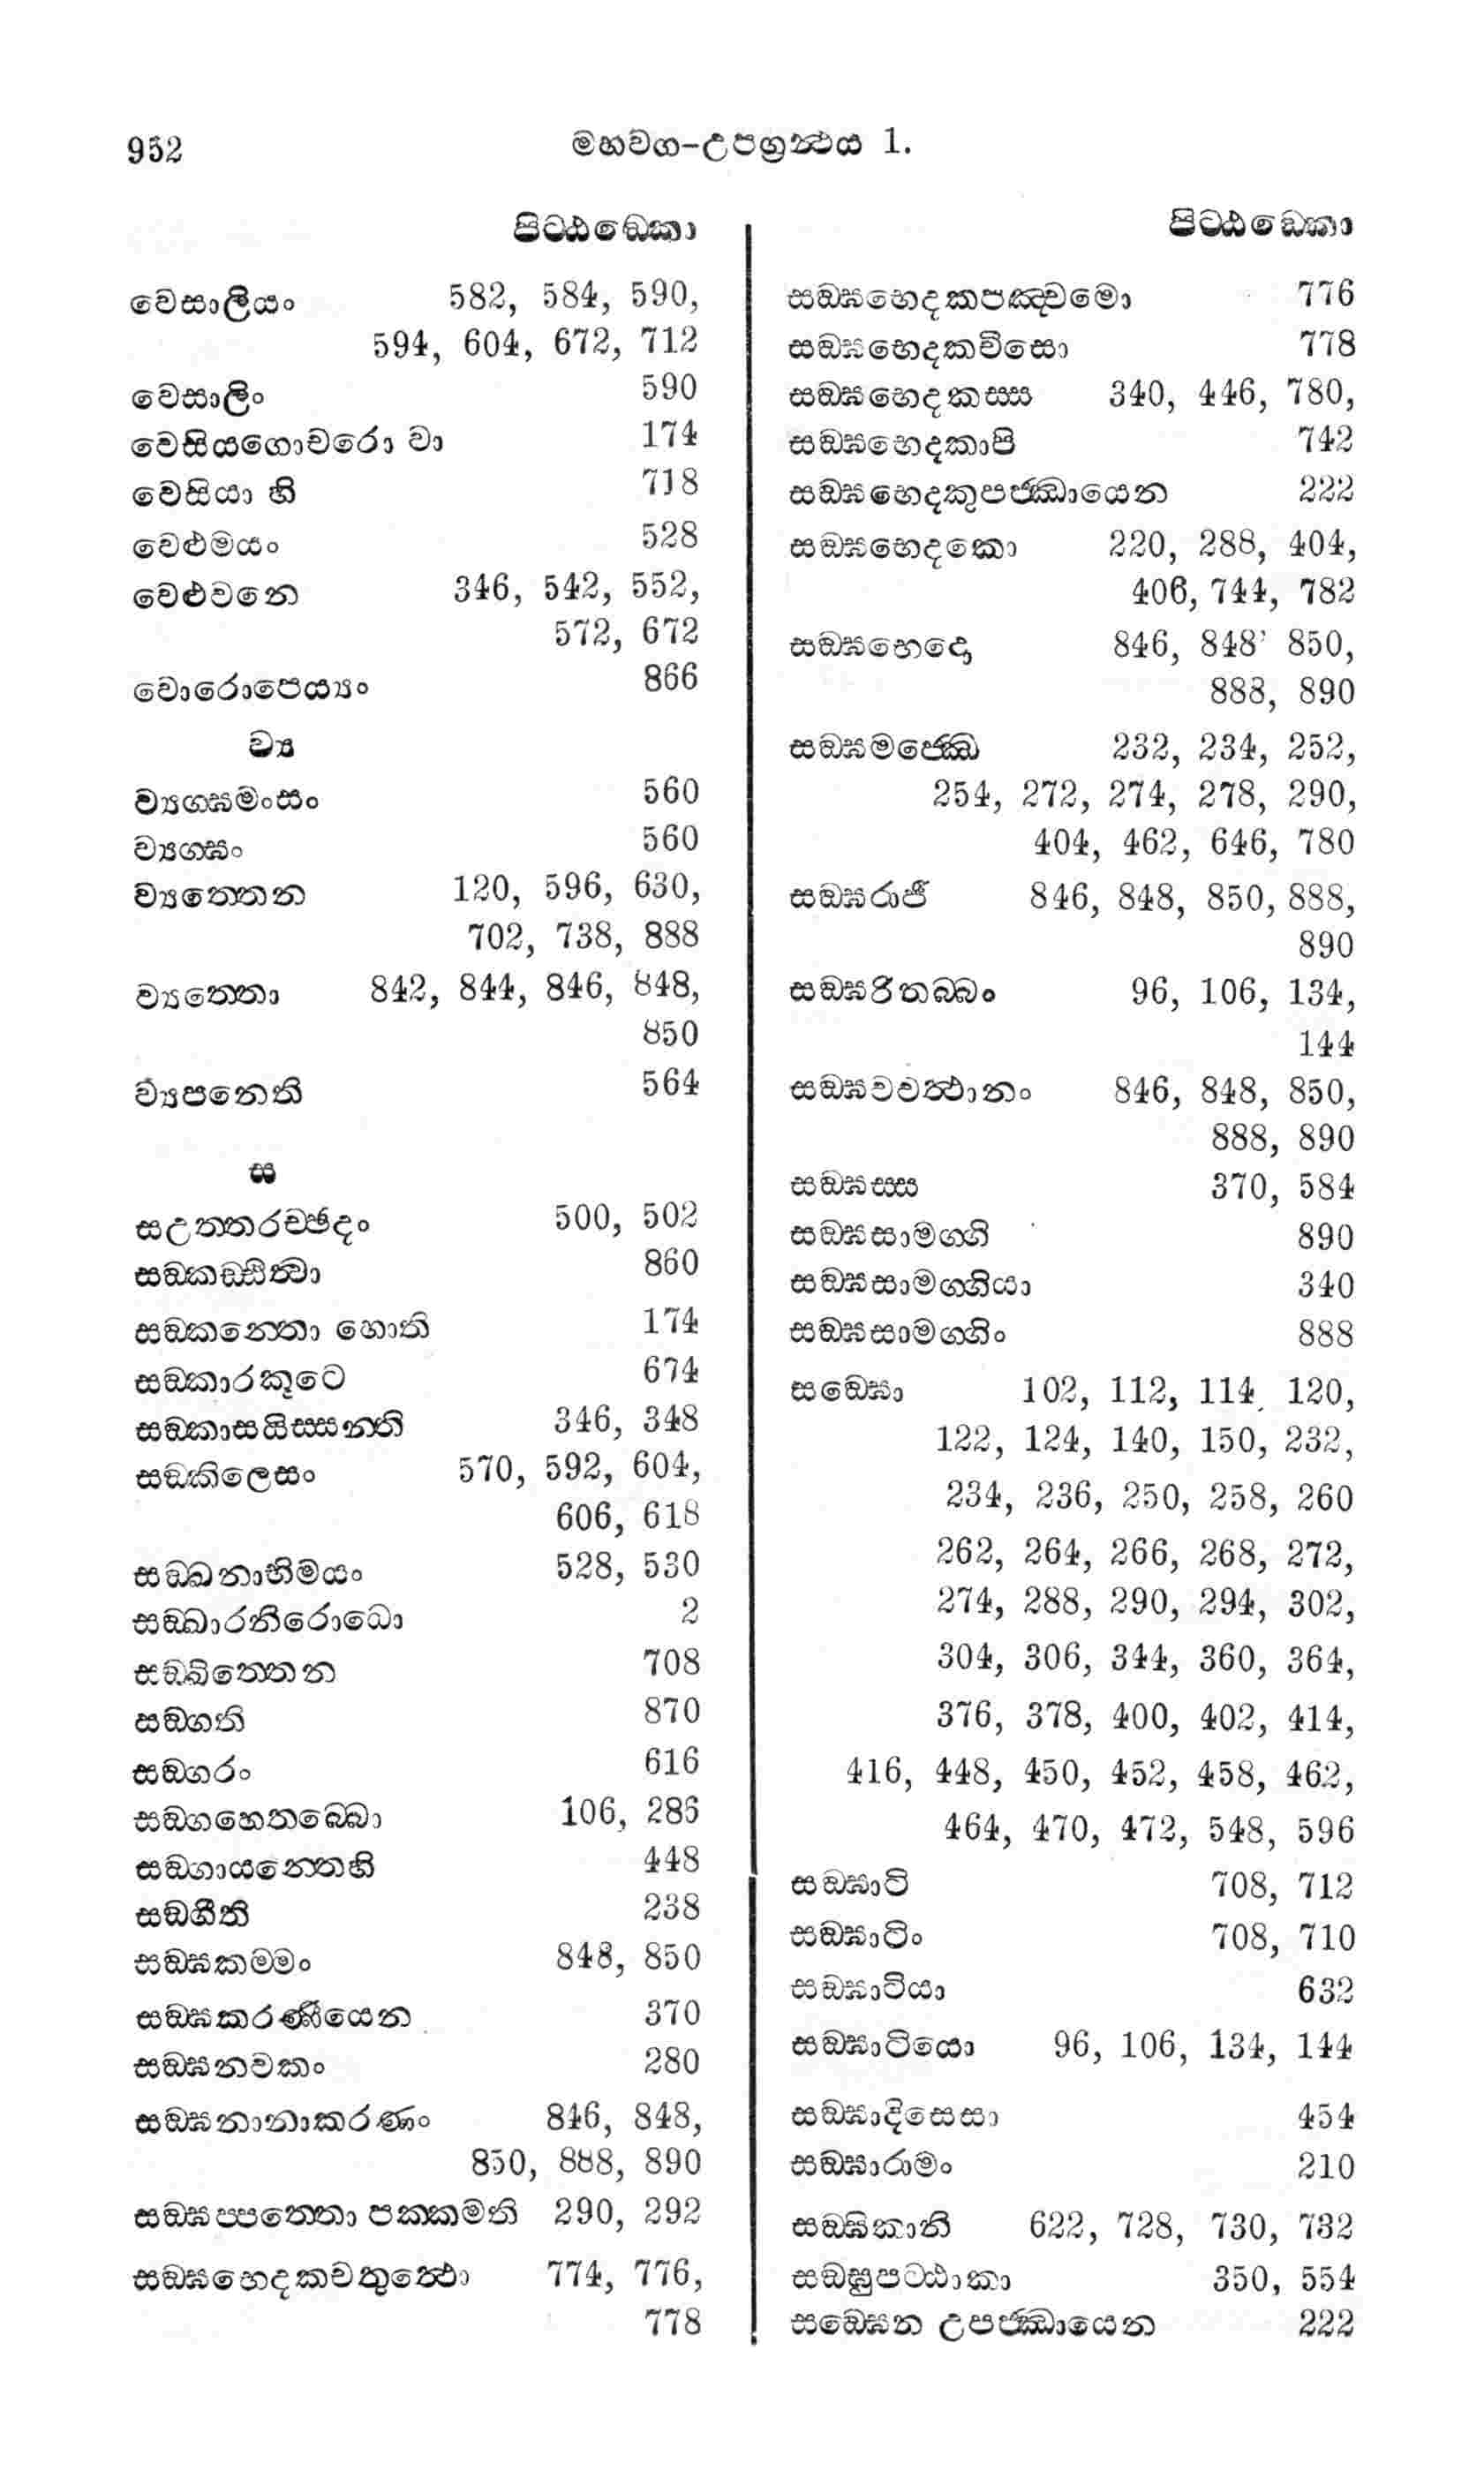 952
මහවග-උපග්‍රන්‍ථය 1.
පිට්ඨඞෙකා
වෙසාලියං 582, 584, 590,
594, 604, 672, 712
වෙසාලිං 590
වෙසියගොචරො වා 174
වෙසියා හි 718
වෙළුමයං 528
වෙළුවනෙ 346, 542, 552,
572, 672
වොරොපෙය්‍යං 866
ව්‍ය
ව්‍යග්ඝමංසං 560
ව්‍යග්ඝං 560
ව්‍යත්තෙන 120, 596, 630,
702, 738, 888
ව්‍යත්තො 842, 844, 846, 848,
850
ව්‍යපනෙති 564
ස
සඋත්තරච්ඡදං 500, 502
සඞ්කඩ්ඪිත්‍වා 860
සඞ්කන්තො හොති 174
සඞ්කාරකූටෙ 674
සඞ්කාසයිස්සන්ති 346, 348
සඞ්කිලෙසං 570, 592, 604,
606, 618
සඞ්ඛනාභිමයං 528, 530
සඞ්ඛාරනිරොධො 2
සඞ්ඛිත්තෙන 708
සඞ්ගති 870
සඞ්ගරං 616
සඞ්ගහෙතබ්බො 106, 286
සඞ්ගායන්තෙහි 448
සඞ්ගීති 238
සඞ්ඝකම්මං 848, 850
සඞ්ඝකරණීයෙන 370
සඞ්ඝනවකං 280
සඞ්ඝනානාකරණං 846, 848,
850, 888, 890
සඞ්ඝප්පත්තො පක්කමති 290, 292
සඞ්ඝභෙදකචතුත්‍ථො 774, 776,
778
පිට්ඨඞෙකා
සඞ්ඝභෙදකපඤ්චමො 776
සඞ්ඝභෙදකවීසො 778
සඞ්ඝභෙදකස්ස 340, 446, 780,
සඞ්ඝභෙදකාපි 742
සඞ්ඝභෙදකුපජ්ඣායෙන 222
සඞ්ඝභෙදකො 220, 288, 404,
406, 744, 782
සඞ්ඝභෙදො 846, 848’ 850,
888, 890
සඞ්ඝමජ්ඣෙ 232, 234, 252,
254, 272, 274, 278, 290,
404, 462, 646, 780
සඞ්ඝරාජී 846, 848, 850, 888,
890
සඞ්ඝරිතබ්බං 96, 106, 134,
144
සඞ්ඝවවත්‍ථානං 846, 848, 850,
888, 890
සඞ්ඝස්ස 370, 584
සඞ්ඝසාමග්ගි 890
සඞ්ඝසාමග්ගියා 340
සඞ්ඝසාමග්ගිං 888
සඞ්ඝො 102, 112, 114, 120,
122, 124, 140, 150, 232,
234, 236, 250, 258, 260
262, 264, 266, 268, 272,
274, 288, 290, 294, 302,
304, 306, 344, 360, 364,
376, 378, 400, 402, 414,
416, 448, 450, 452, 458, 462,
464, 470, 472, 548, 596
සඞ්ඝාටි 708, 712
සඞ්ඝාටිං 708, 710
සඞ්ඝාටියා 632
සඞ්ඝාටියො 96, 106, 134, 144
සඞ්ඝාදිසෙසා 454
සඞ්ඝාරාමං 210
සඞ්ඝිකානි 622, 728, 730, 732
සඞ්ඝුපට්ඨාකා 350, 554
සඞ්ඝෙන උපජ්ඣායෙන 222